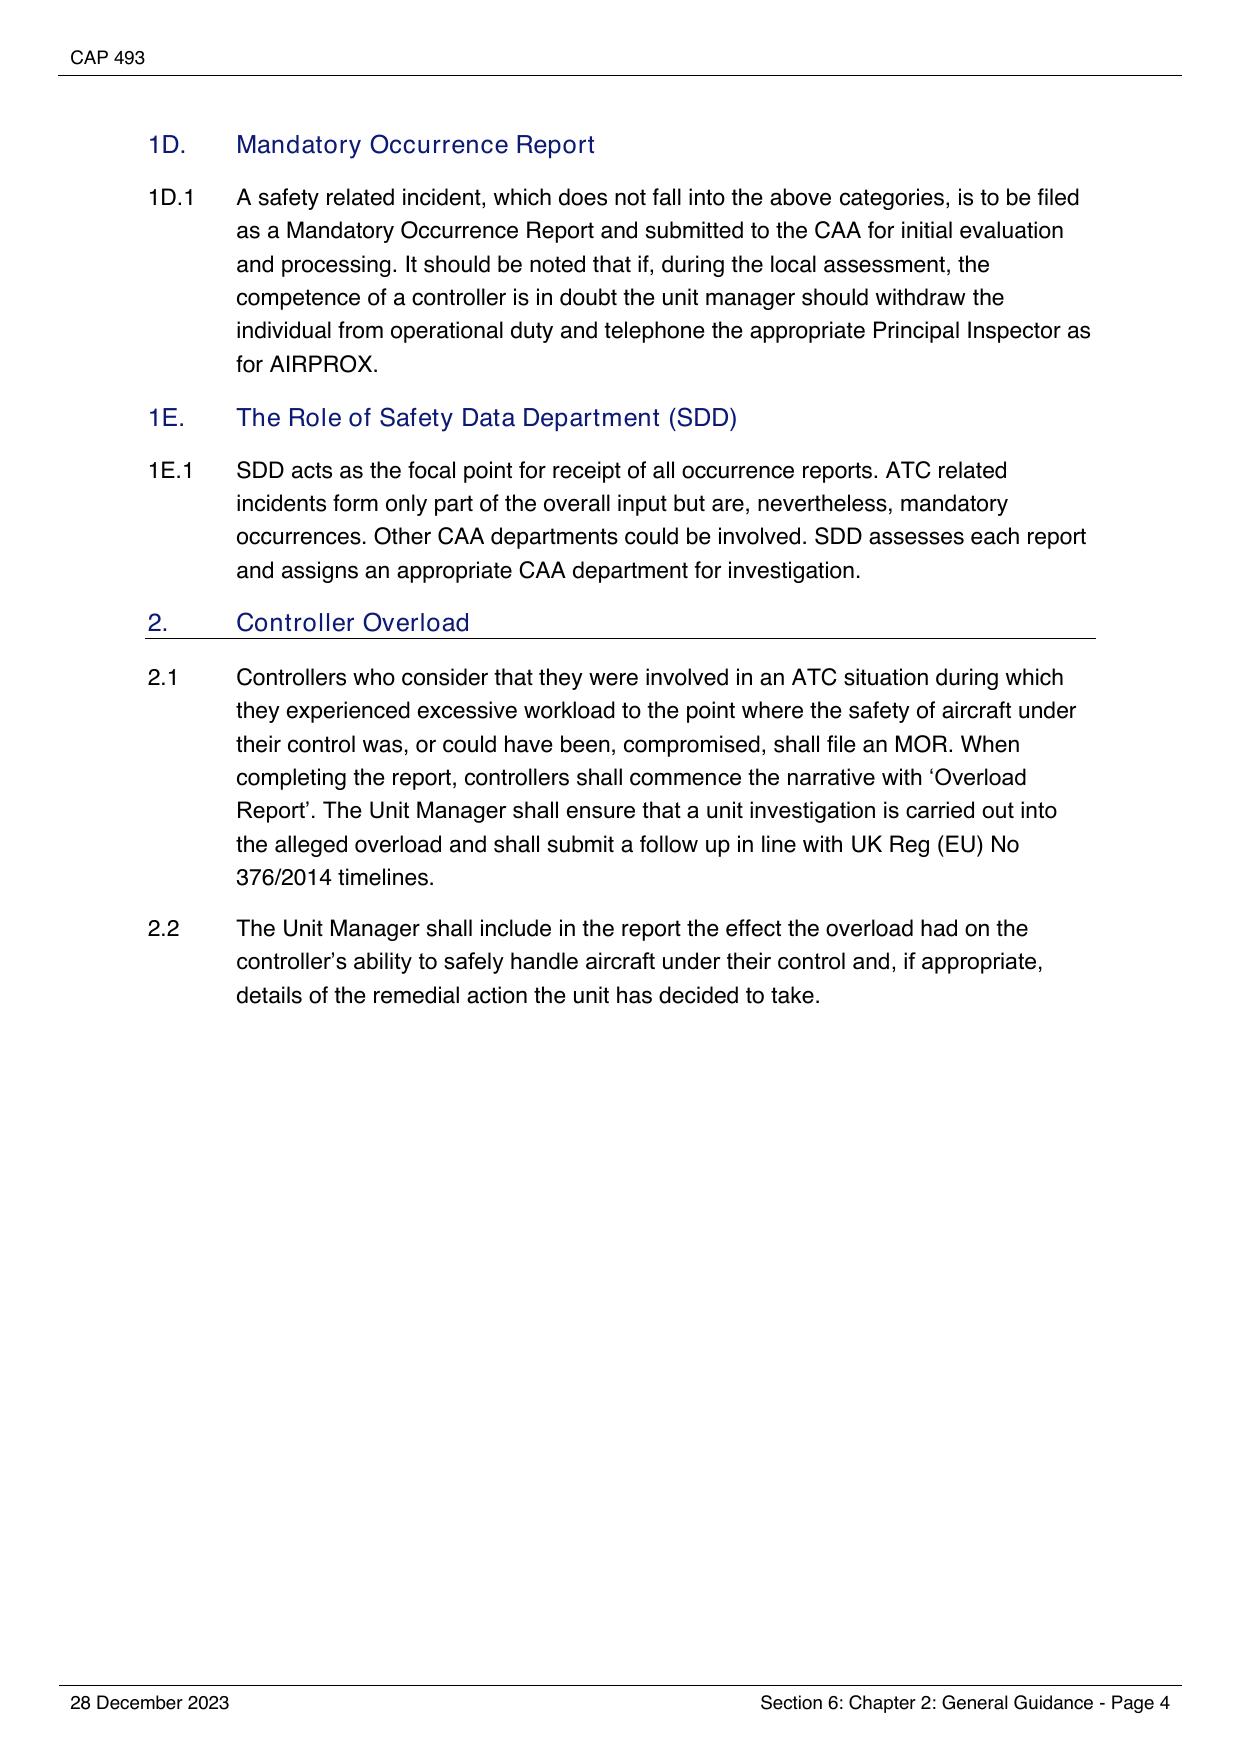 CAP 493
1D. Mandatory Occurrence Report
1D.1 A safety related incident, which does not fall into the above categories, is to be filed
as a Mandatory Occurrence Report and submitted to the CAA for initial evaluation
and processing. It should be noted that if, during the local assessment, the
competence of a controller is in doubt the unit manager should withdraw the
individual from operational duty and telephone the appropriate Principal Inspector as
for AIRPROX.
1E. The Role of Safety Data Department (SDD)
1E.1 SDD acts as the focal point for receipt of all occurrence reports. ATC related
incidents form only part of the overall input but are, nevertheless, mandatory
occurrences. Other CAA departments could be involved. SDD assesses each report
and assigns an appropriate CAA department for investigation.
2. Controller Overload
2.1 Controllers who consider that they were involved in an ATC situation during which
they experienced excessive workload to the point where the safety of aircraft under
their control was, or could have been, compromised, shall file an MOR. When
completing the report, controllers shall commence the narrative with ‘Overload
Report’. The Unit Manager shall ensure that a unit investigation is carried out into
the alleged overload and shall submit a follow up in line with UK Reg (EU) No
376/2014 timelines.
2.2 The Unit Manager shall include in the report the effect the overload had on the
controller’s ability to safely handle aircraft under their control and, if appropriate,
details of the remedial action the unit has decided to take.
28 December 2023 Section 6: Chapter 2: General Guidance - Page 4